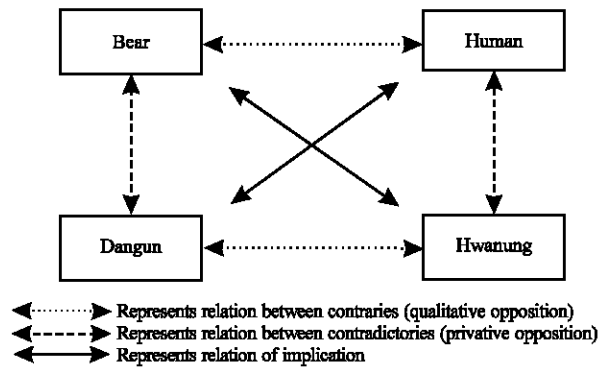 Bear
Human
Dangun
Hwanung
Represents relation between contraries (qualitative opposition)
Represents relation between contradictories (privative opposition)
Represents relation of implication